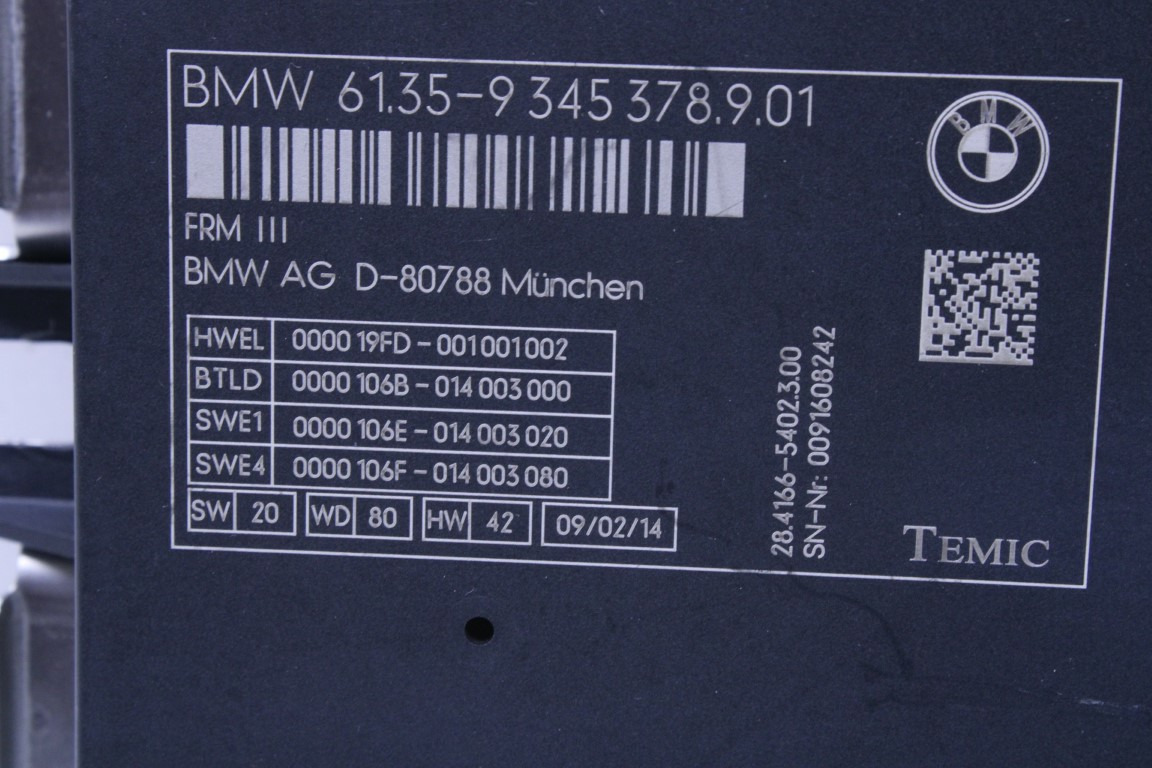 BMW 61.35-9 345 378.9.01
BMW
FRM III
BMW AG D-80788 München
HWEL 0000 19FD - 001 001 002
BTLD 0000 106B - 014 003 000
SWE1 0000 106E - 014 003 020
SWE4 0000 106F - 014 003 080
SW 20 WD 80 HW 42 09/02/14
28.4166-5402.3.00
SN-Nr: 0091608242
TEMIC